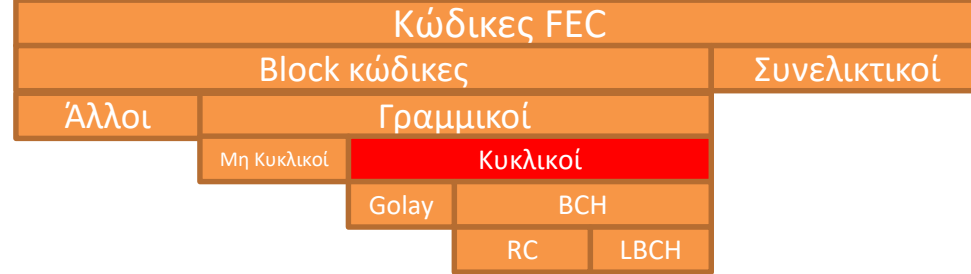 Κώδικες FEC
Block κώδικες Συνελικτικοί
Άλλοι Γραμμικοί
Μη Κυκλικοί Κυκλικοί
Golay BCH
RC LBCH